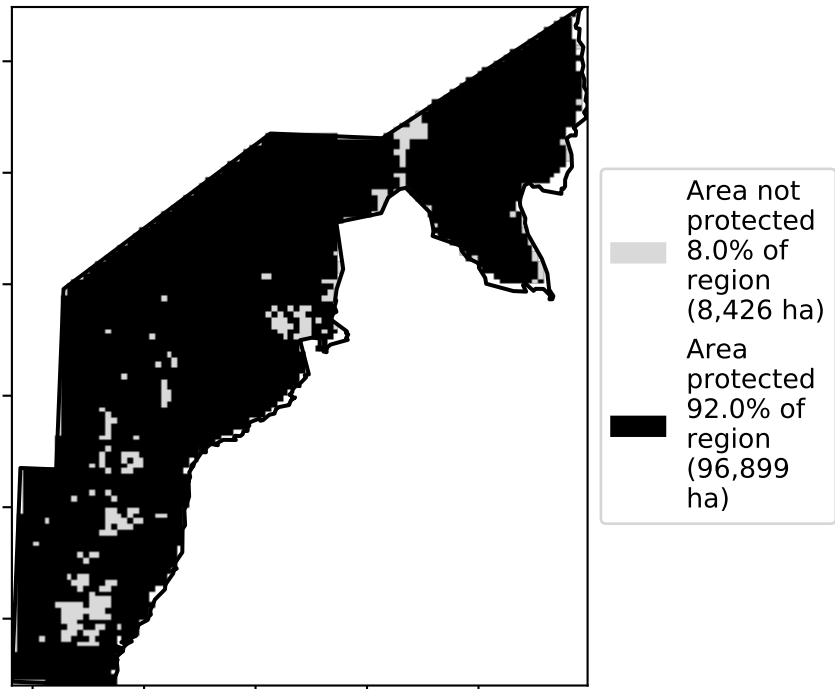 Area not
protected
8.0% of
region
(8,426 ha)
Area
protected
92.0% of
region
(96,899
ha)